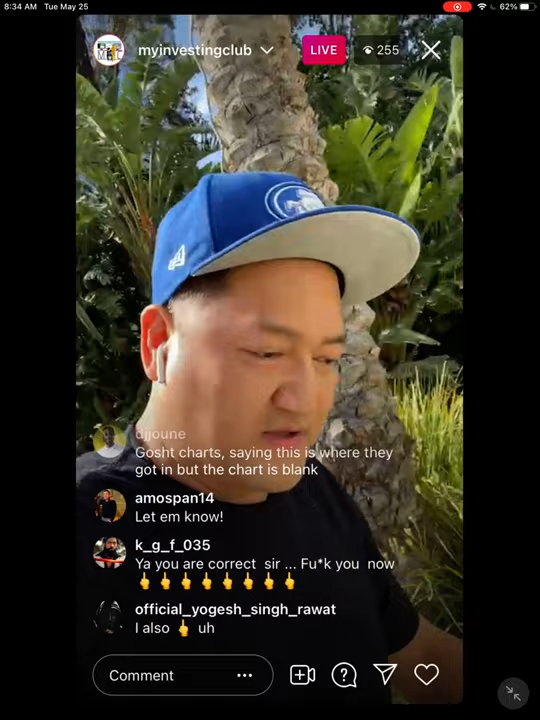 8:34 AM Tue May 25
62%
myinvestingclub
LIVE
255
djjoune
Gosht charts, saying this is where they
got in but the chart is blank
amospan14
Let em know!
k_g_f_035
Ya you are correct sir ... Fu*k you now
👆👆👆👆👆👆👆👆
official_yogesh_singh_rawat
I also 👆 uh
Comment